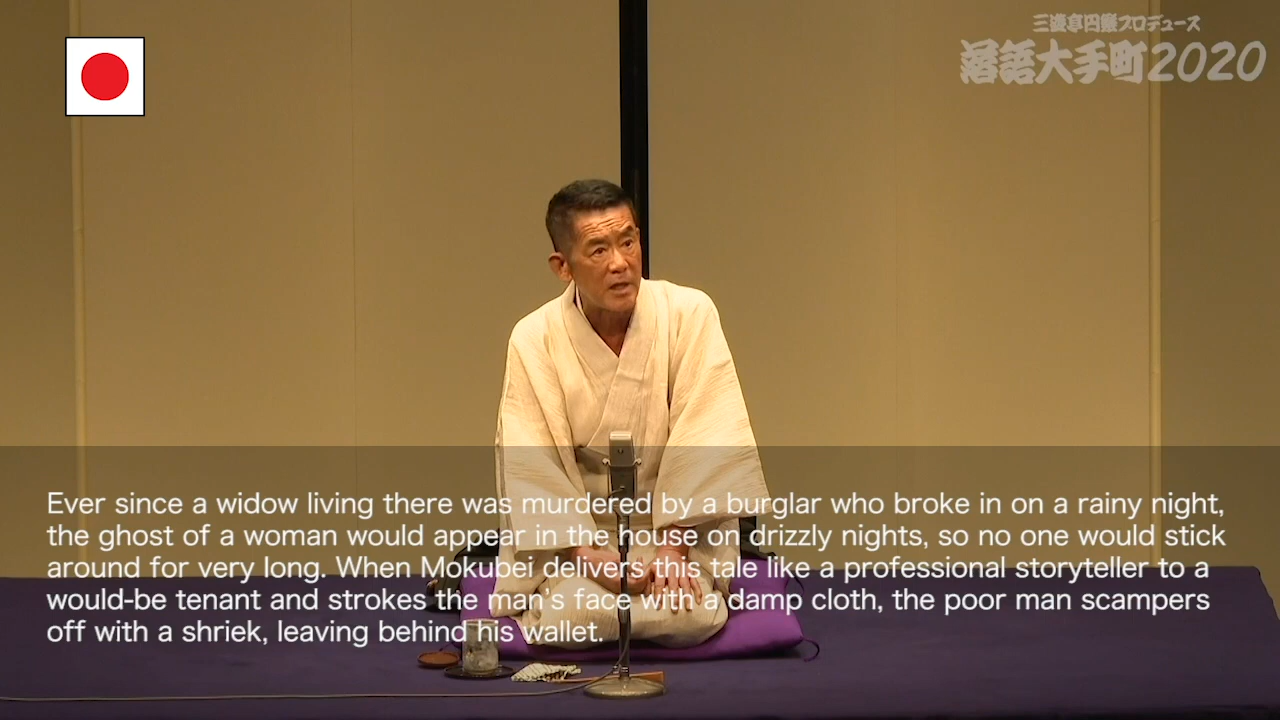 三遊亭円楽プロデュース
落語大手町2020
Ever since a widow living there was murdered by a burglar who broke in on a rainy night,
the ghost of a woman would appear in the house on drizzly nights, so no one would stick
around for very long. When Mokubei delivers this tale like a professional storyteller to a
would-be tenant and strokes the man's face with a damp cloth, the poor man scampers
off with a shriek, leaving behind his wallet.